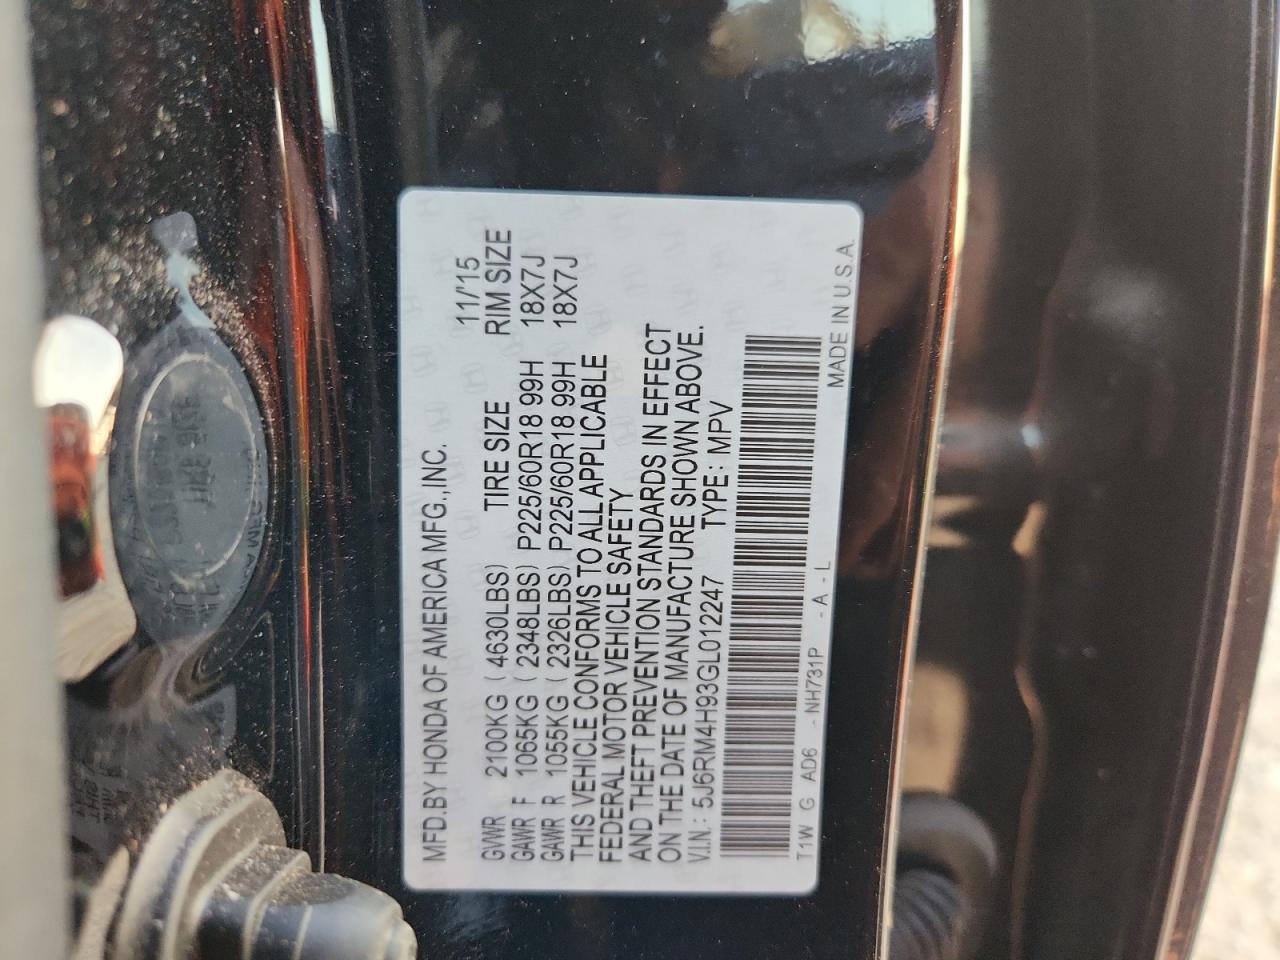 MFD.BY HONDA OF AMERICA MFG.,INC. 11/'15
GVWR 2100KG ( 4630LBS) TIRE SIZE RIM SIZE
GAWR F 1065KG ( 2348LBS) P225/60R18 99H 18X7J
GAWR R 1055KG ( 2326LBS) P225/60R18 99H 18X7J
THIS VEHICLE CONFORMS TO ALL APPLICABLE
FEDERAL MOTOR VEHICLE SAFETY
AND THEFT PREVENTION STANDARDS IN EFFECT
ON THE DATE OF MANUFACTURE SHOWN ABOVE.
V.I.N.: 5J6RM4H93GL012247 TYPE: MPV
T1W G AD6 - NH731P - A - L
MADE IN U.S.A.